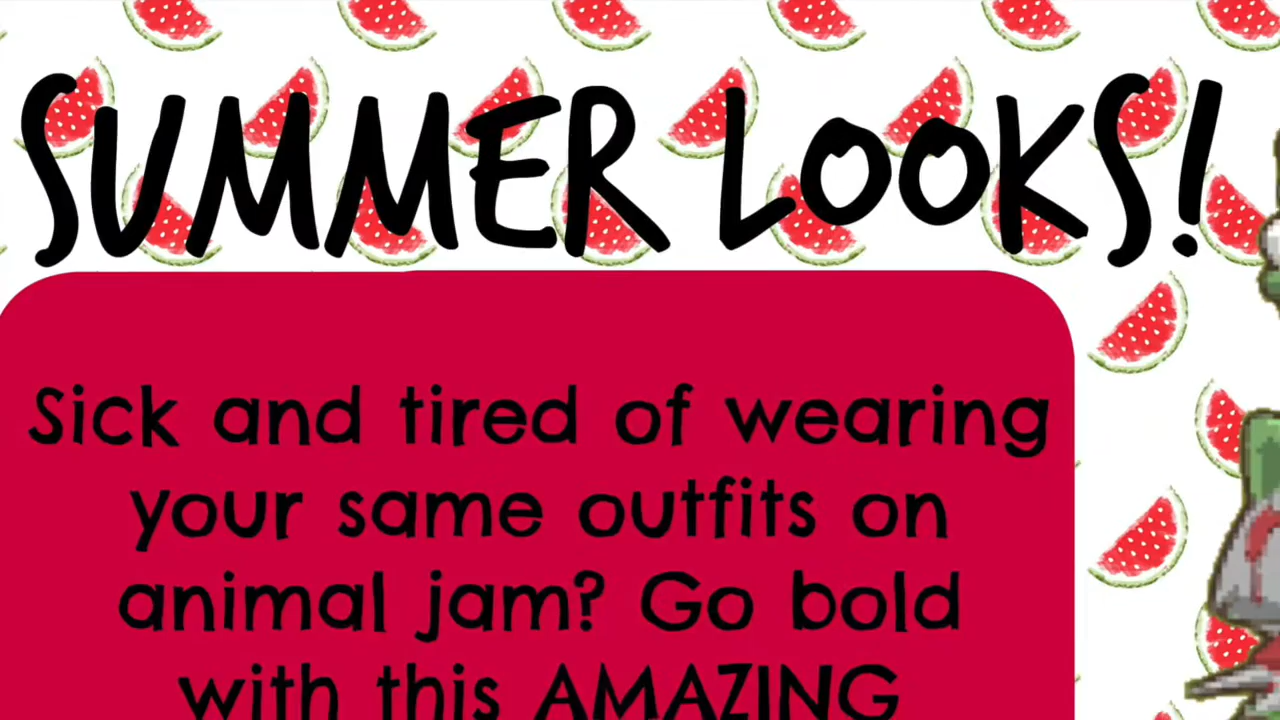 SUMMER LOOKS!
Sick and tired of wearing
your same outfits on
animal jam? Go bold
with this AMAZING